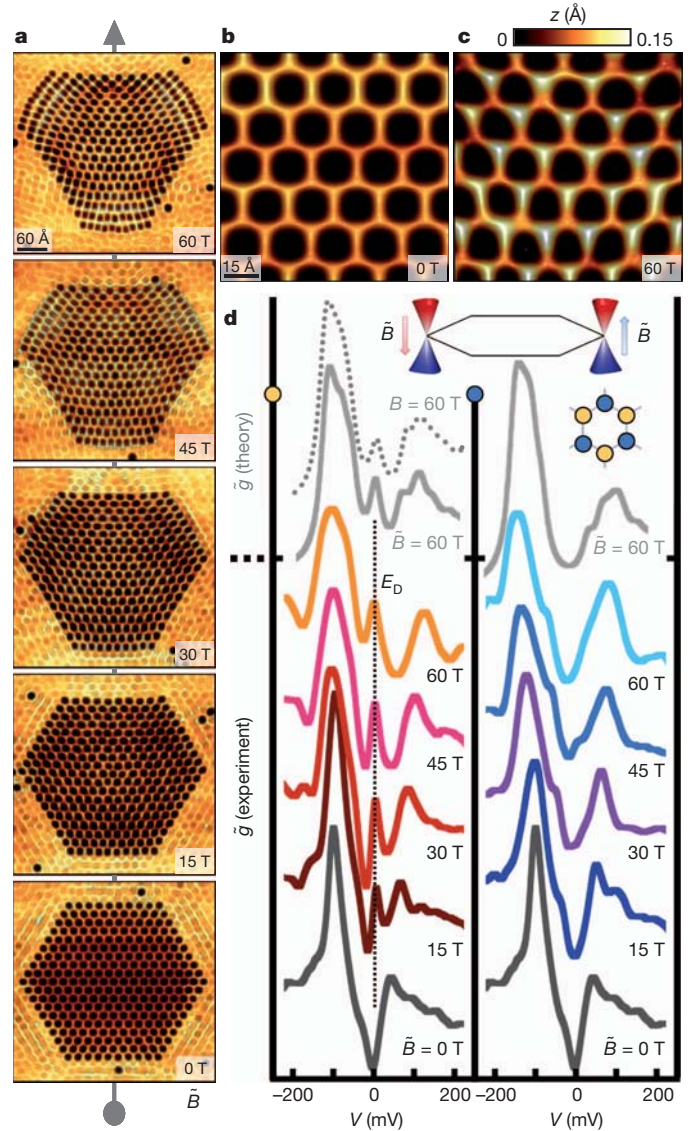 a
60 Å
60 T
45 T
30 T
15 T
0 T
B̃
b
15 Å
0 T
c
z (Å)
0
0.15
60 T
d
B̃
B̃
g̃ (theory)
B = 60 T
B̃ = 60 T
B̃ = 60 T
g̃ (experiment)
E_D
60 T
45 T
30 T
15 T
B̃ = 0 T
60 T
45 T
30 T
15 T
B̃ = 0 T
−200 0 200
V (mV)
−200 0 200
V (mV)